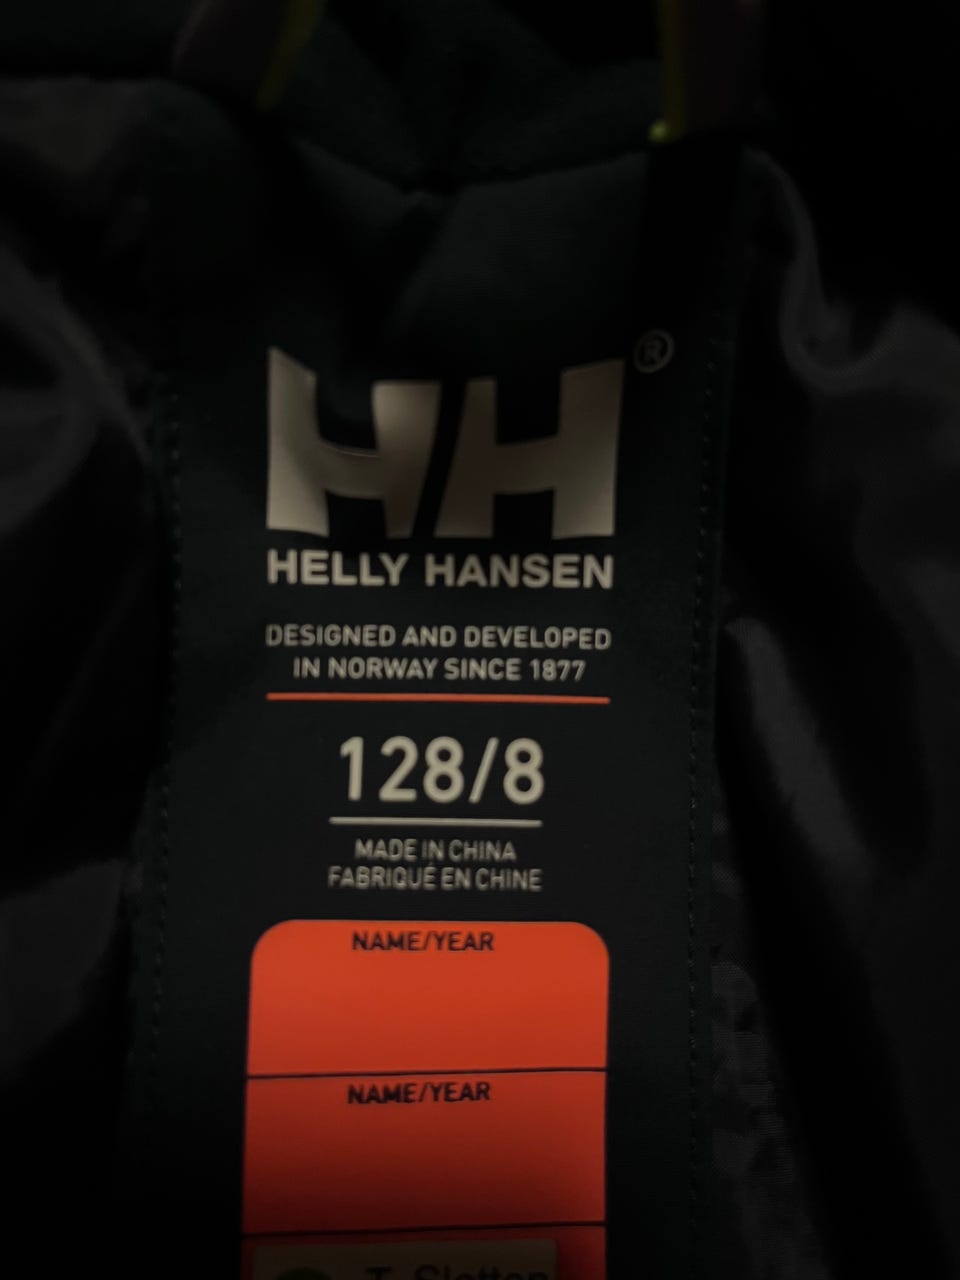 HH®
HELLY HANSEN
DESIGNED AND DEVELOPED
IN NORWAY SINCE 1877
128/8
MADE IN CHINA
FABRIQUÉ EN CHINE
NAME/YEAR
NAME/YEAR